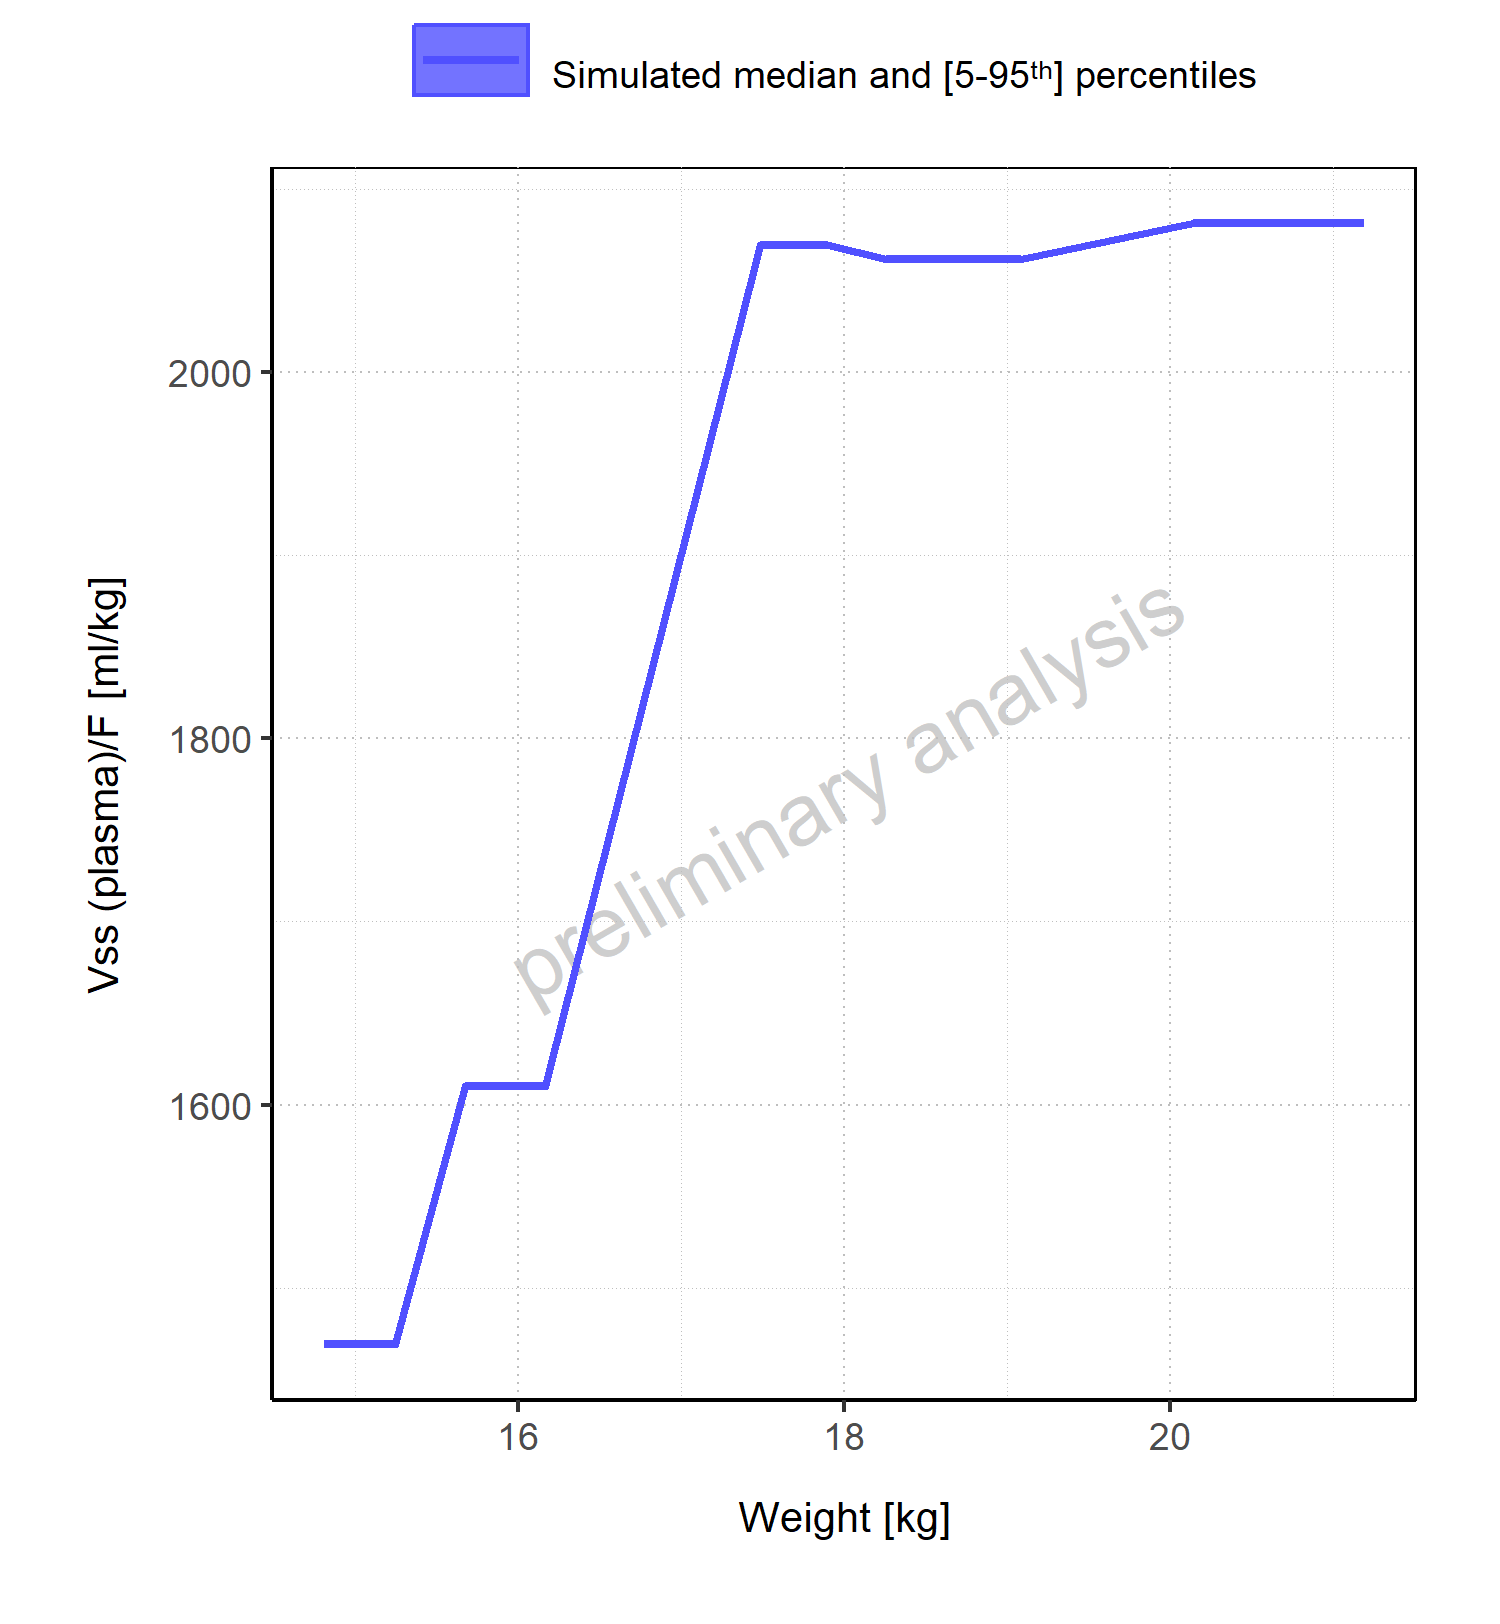 Simulated median and [5-95th] percentiles
2000
1800
1600
Vss (plasma)/F [ml/kg]
preliminary analysis
16 18 20
Weight [kg]